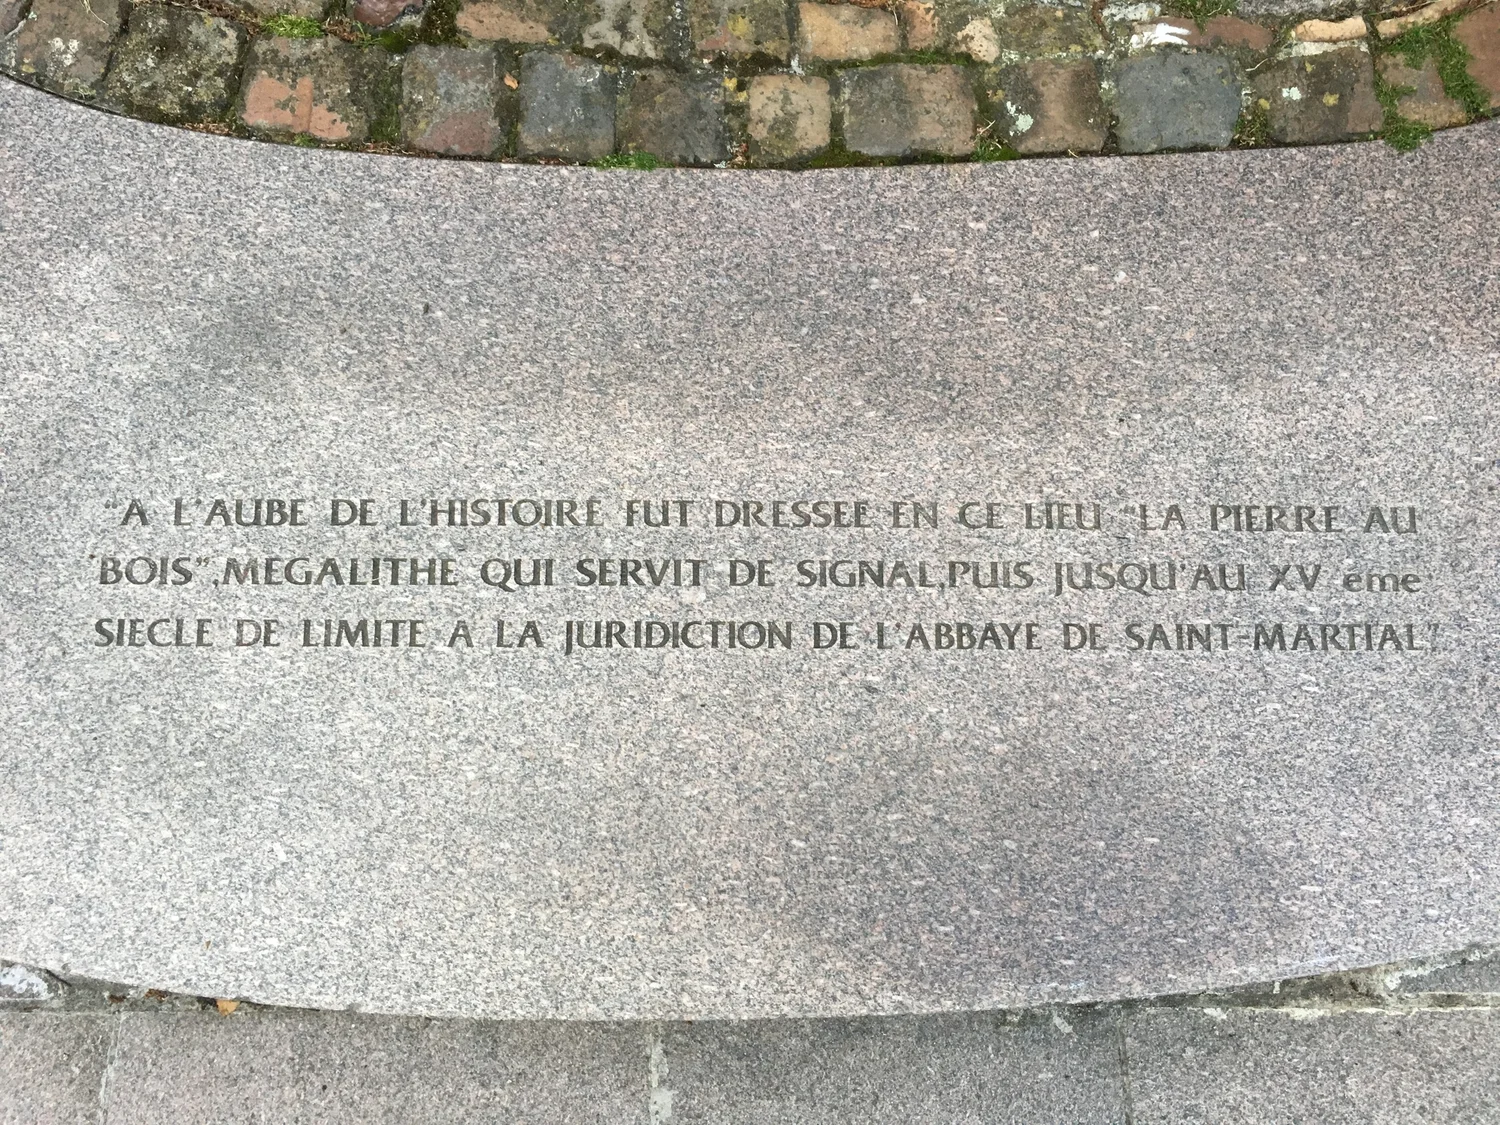 “A L'AUBE DE L'HISTOIRE FUT DRESSEE EN CE LIEU “LA PIERRE AU
BOIS”,MEGALITHE QUI SERVIT DE SIGNAL,PUIS JUSQU'AU XV eme
SIECLE DE LIMITE A LA JURIDICTION DE L'ABBAYE DE SAINT-MARTIAL”.